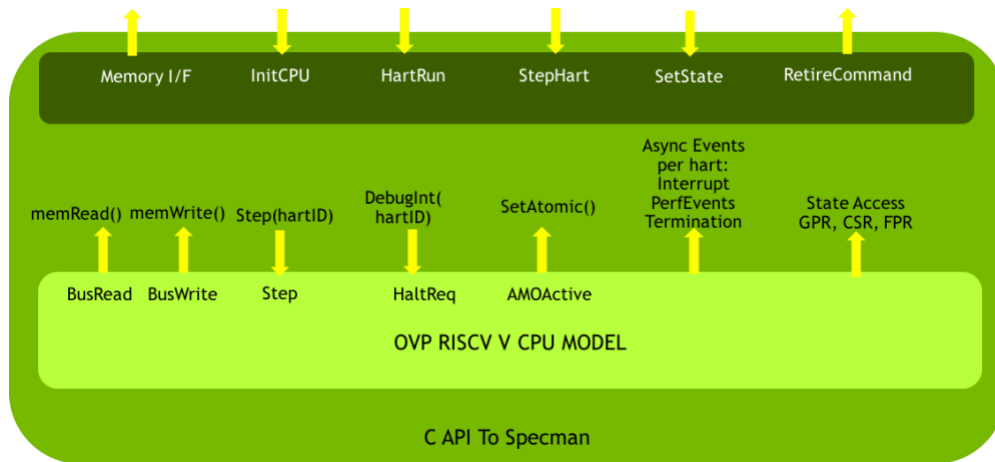 Memory I/F
InitCPU
HartRun
StepHart
SetState
RetireCommand
memRead()
memWrite()
Step(hartID)
DebugInt(
hartID)
SetAtomic()
Async Events
per hart:
Interrupt
PerfEvents
Termination
State Access
GPR, CSR, FPR
BusRead
BusWrite
Step
HaltReq
AMOActive
OVP RISCV V CPU MODEL
C API To Specman